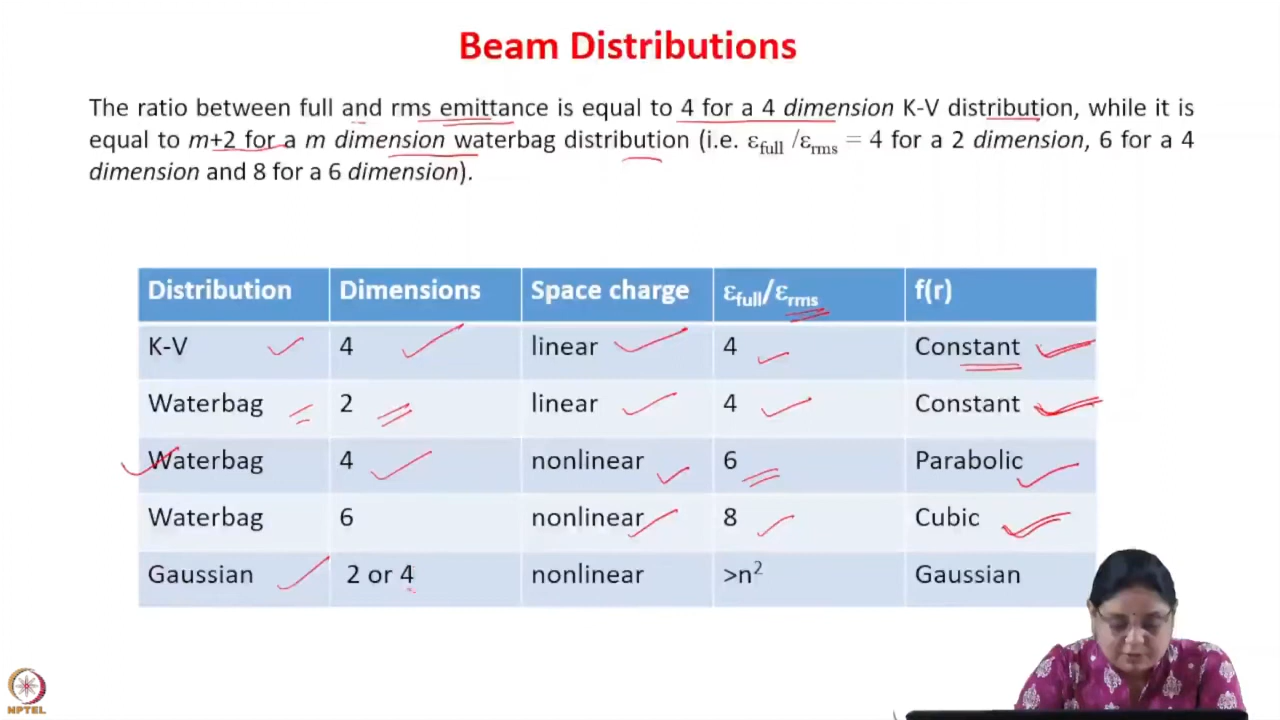 Beam Distributions
The ratio between full and rms emittance is equal to 4 for a 4 dimension K-V distribution, while it is
equal to m+2 for a m dimension waterbag distribution (i.e. εfull /εrms = 4 for a 2 dimension, 6 for a 4
dimension and 8 for a 6 dimension).
Distribution Dimensions Space charge εfull/εrms f(r)
K-V 4 linear 4 Constant
Waterbag 2 linear 4 Constant
Waterbag 4 nonlinear 6 Parabolic
Waterbag 6 nonlinear 8 Cubic
Gaussian 2 or 4 nonlinear >n² Gaussian
NPTEL